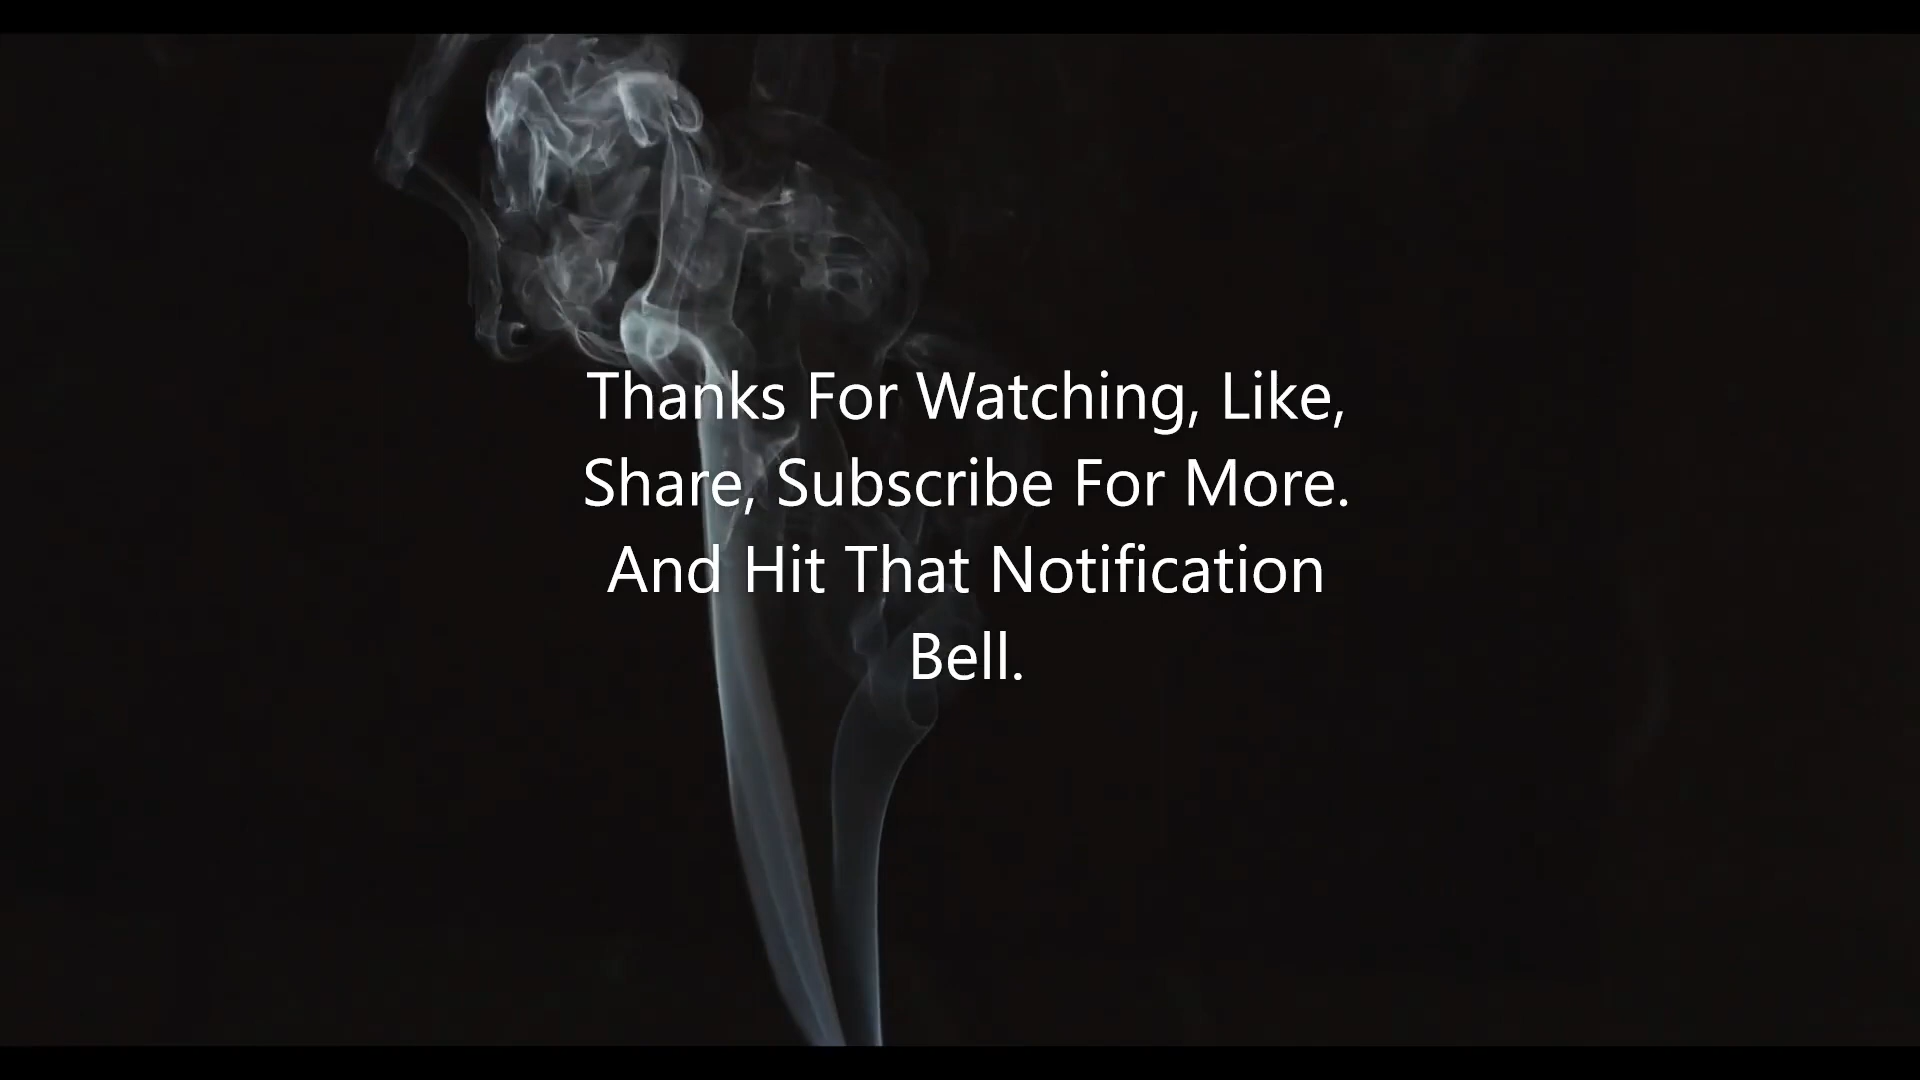 Thanks For Watching, Like,
Share, Subscribe For More.
And Hit That Notification
Bell.